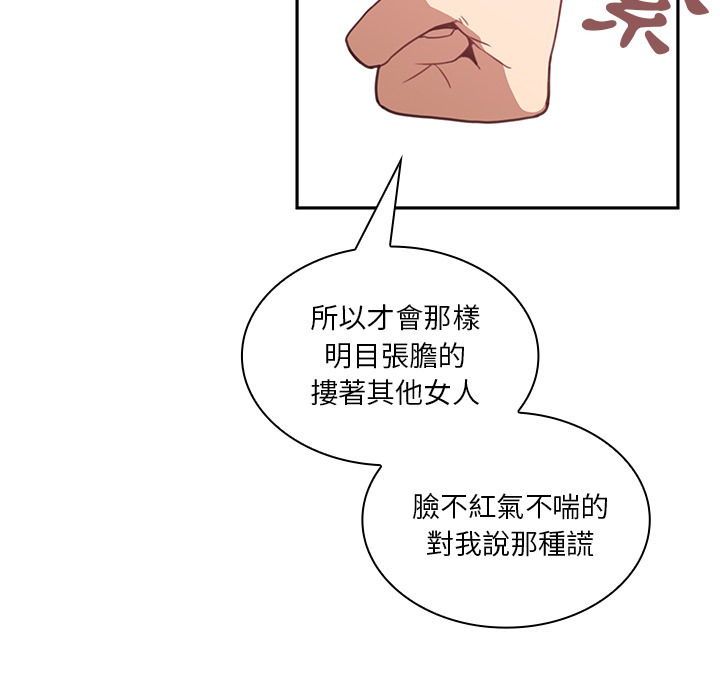 所以才會那樣
明目張膽的
摟著其他女人
臉不紅氣不喘的
對我說那種謊